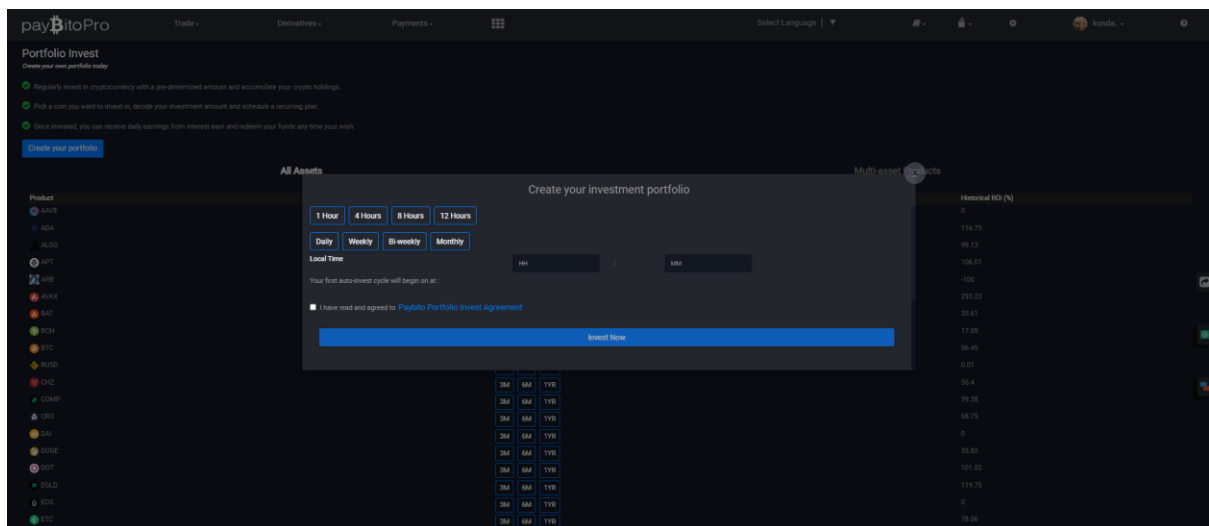 payBitoPro Trade Derivatives Payments Select Language | ▼ kunda..
Portfolio Invest
Create your own portfolio today
Regularly invest in cryptocurrency with a pre-determined amount and accumulate your crypto holdings.
Pick a coin you want to invest in, decide your investment amount and schedule a recurring plan.
Once invested, you can receive daily earnings from interest earn and redeem your funds any time your wish.
Create your portfolio
All Assets Multi-asset Products
Create your investment portfolio
Product Historical ROI (%)
AAVE 0
1 Hour 4 Hours 8 Hours 12 Hours
ADA 116.73
Daily Weekly Bi-weekly Monthly
ALGO 99.13
Local Time HH : MM
APT 106.01
Your first auto-invest cycle will begin on at :
ARB -100
AVAX 293.23
I have read and agreed to Paybito Portfolio Invest Agreement
BAT 35.61
BCH 17.09
Invest Now
BTC 56.45
BUSD 0.01
CHZ 3M 6M 1YR 55.4
COMP 3M 6M 1YR 39.38
CRO 3M 6M 1YR 68.75
DAI 3M 6M 1YR 0
DOGE 3M 6M 1YR 35.83
DOT 3M 6M 1YR 101.02
EGLD 3M 6M 1YR 119.75
EOS 3M 6M 1YR 0
ETC 3M 6M 1YR 78.06